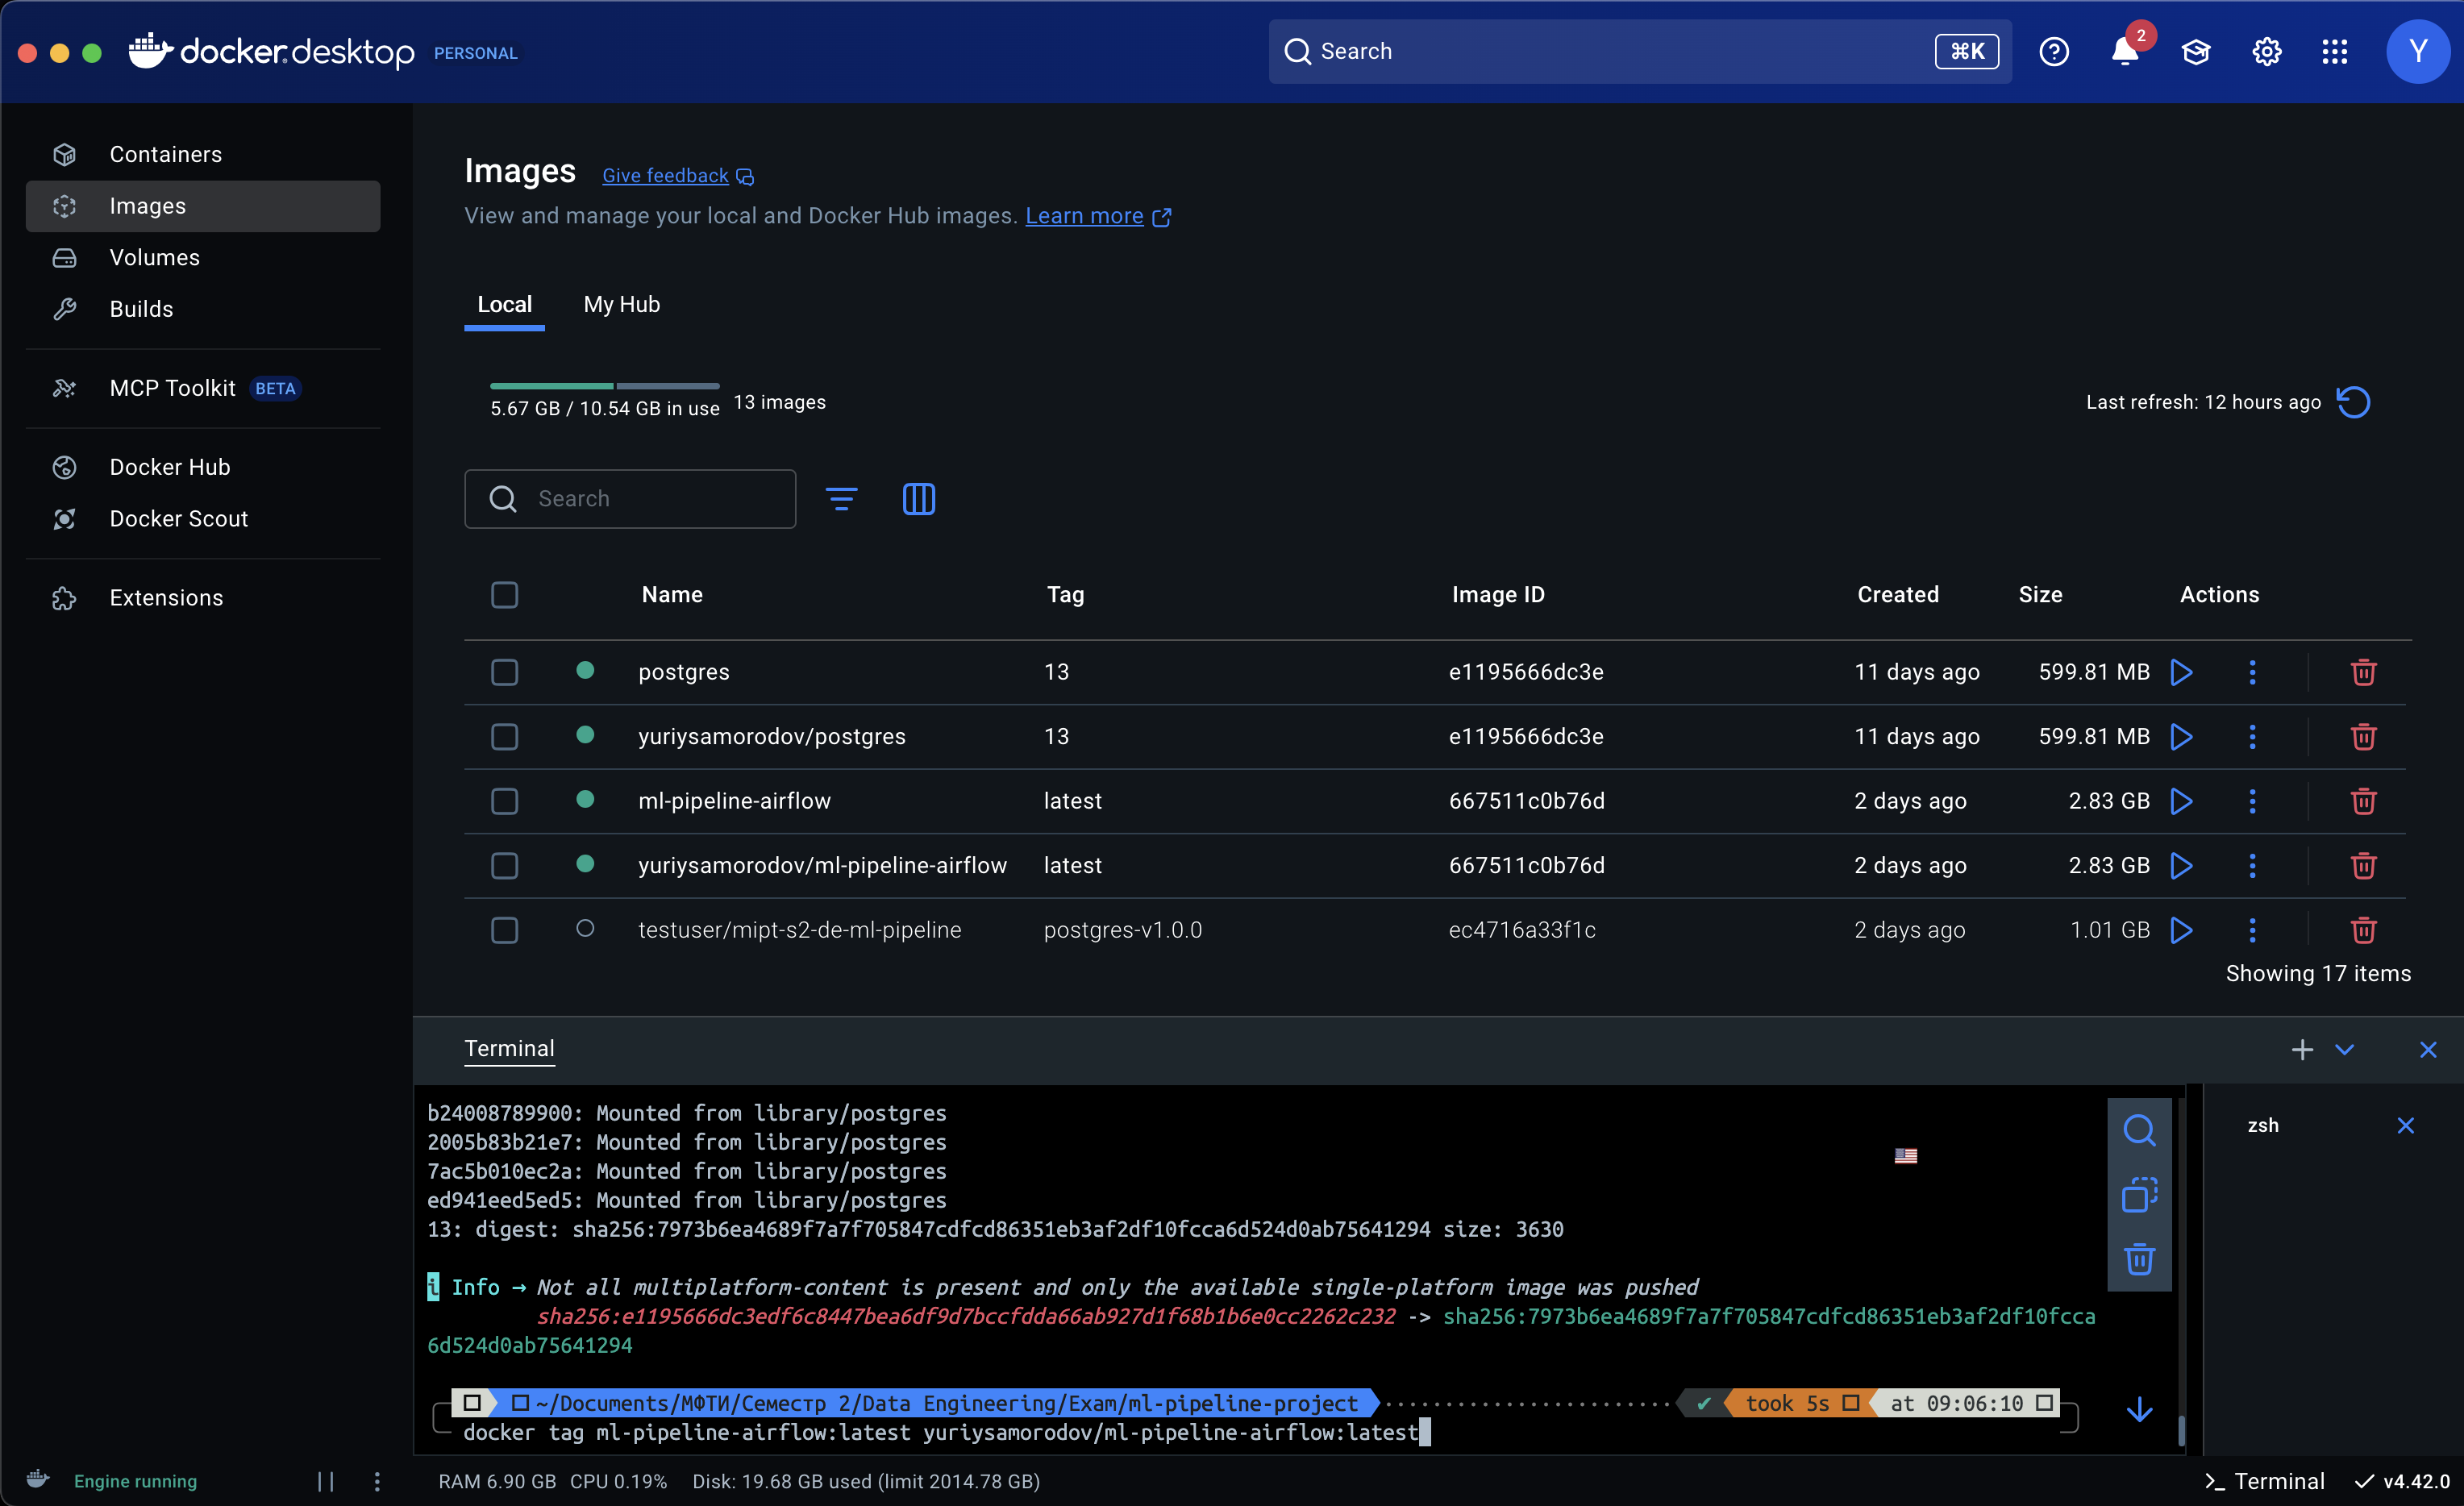 docker.desktop PERSONAL
Search ⌘K
2
Y
Containers
Images
Volumes
Builds
MCP Toolkit BETA
Docker Hub
Docker Scout
Extensions
Images Give feedback
View and manage your local and Docker Hub images. Learn more
Local My Hub
5.67 GB / 10.54 GB in use 13 images
Last refresh: 12 hours ago
Search
Name Tag Image ID Created Size Actions
postgres 13 e1195666dc3e 11 days ago 599.81 MB
yuriysamorodov/postgres 13 e1195666dc3e 11 days ago 599.81 MB
ml-pipeline-airflow latest 667511c0b76d 2 days ago 2.83 GB
yuriysamorodov/ml-pipeline-airflow latest 667511c0b76d 2 days ago 2.83 GB
testuser/mipt-s2-de-ml-pipeline postgres-v1.0.0 ec4716a33f1c 2 days ago 1.01 GB
Showing 17 items
Terminal
b24008789900: Mounted from library/postgres
2005b83b21e7: Mounted from library/postgres
7ac5b010ec2a: Mounted from library/postgres
ed941eed5ed5: Mounted from library/postgres
13: digest: sha256:7973b6ea4689f7a7f705847cdfcd86351eb3af2df10fcca6d524d0ab75641294 size: 3630
i Info → Not all multiplatform-content is present and only the available single-platform image was pushed
sha256:e1195666dc3edf6c8447bea6df9d7bccfdda66ab927d1f68b1b6e0cc2262c232 -> sha256:7973b6ea4689f7a7f705847cdfcd86351eb3af2df10fcca
6d524d0ab75641294
~/Documents/МФТИ/Семестр 2/Data Engineering/Exam/ml-pipeline-project ✔ took 5s at 09:06:10
docker tag ml-pipeline-airflow:latest yuriysamorodov/ml-pipeline-airflow:latest
zsh
Engine running
RAM 6.90 GB CPU 0.19% Disk: 19.68 GB used (limit 2014.78 GB)
>_ Terminal ✓ v4.42.0